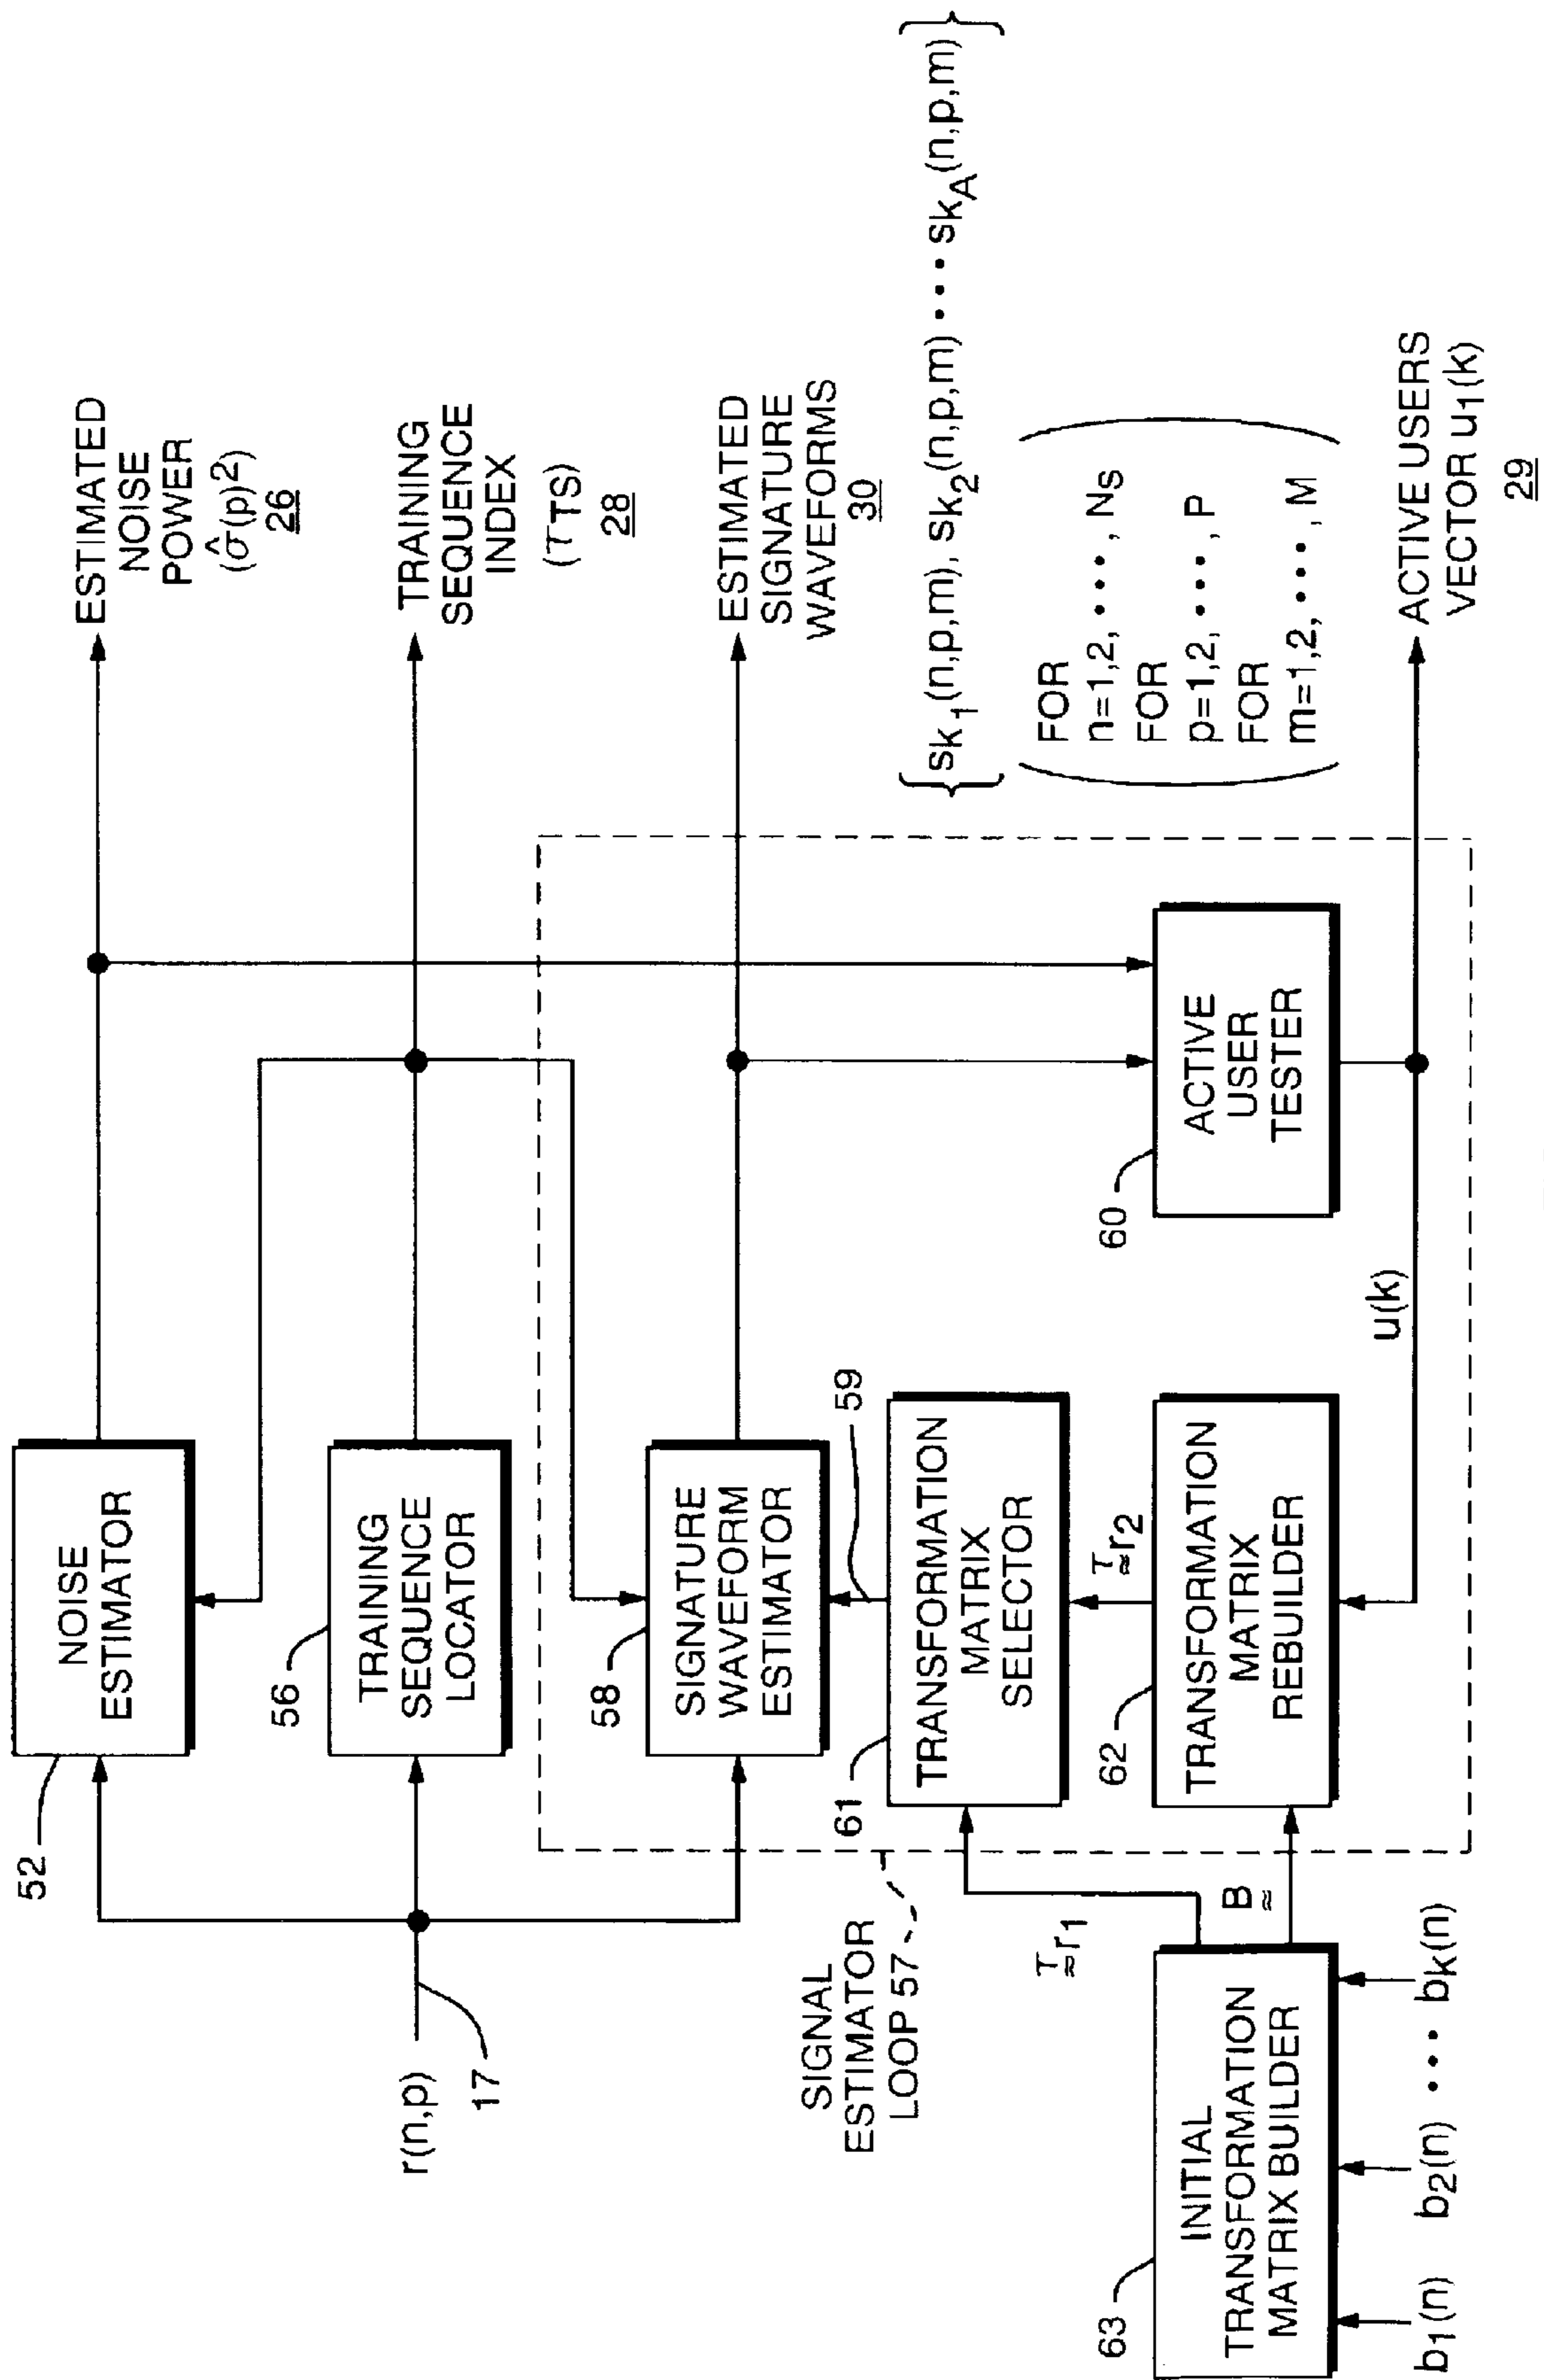 52
NOISE
ESTIMATOR
ESTIMATED
NOISE
POWER
(σ̂(p)²)
26
r(n,p)
17
56
TRAINING
SEQUENCE
LOCATOR
TRAINING
SEQUENCE
INDEX
(τTS)
28
SIGNAL
ESTIMATOR
LOOP 57
58
SIGNATURE
WAVEFORM
ESTIMATOR
ESTIMATED
SIGNATURE
WAVEFORMS
30
59
61
TRANSFORMATION
MATRIX
SELECTOR
{sk₁(n,p,m), sk₂(n,p,m) ••• skA(n,p,m)}
FOR
n=1,2, ••••, NS
FOR
p=1,2, ••••, P
FOR
m=1,2, ••••, M
Tr₁
Tr₂
63
INITIAL
TRANSFORMATION
MATRIX BUILDER
B
62
TRANSFORMATION
MATRIX
REBUILDER
60
ACTIVE
USER
TESTER
u(k)
ACTIVE USERS
VECTOR u₁(k)
29
b₁(n) b₂(n) ••• bk(n)